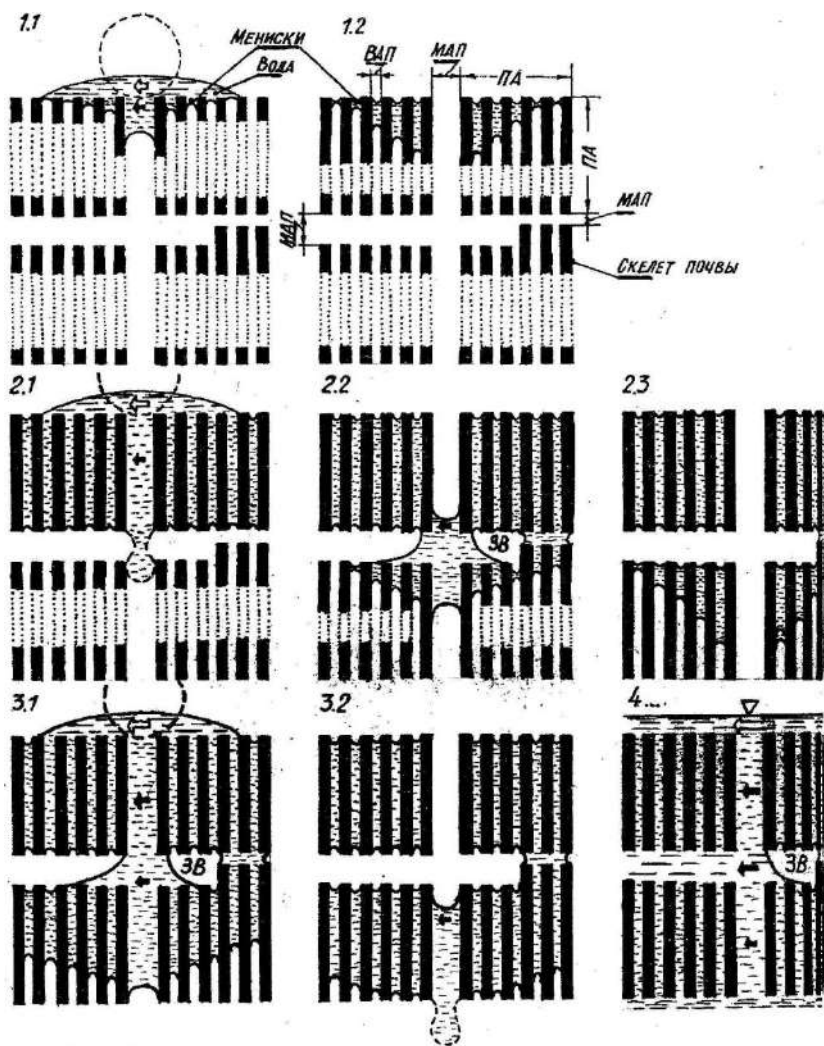 1.1
Мениски
Вода
1.2
ВАП
МАП
ПА
ПА
МАП
МАП
Скелет почвы
2.1
2.2
ЗВ
2.3
3.1
ЗВ
3.2
4....
ЗВ